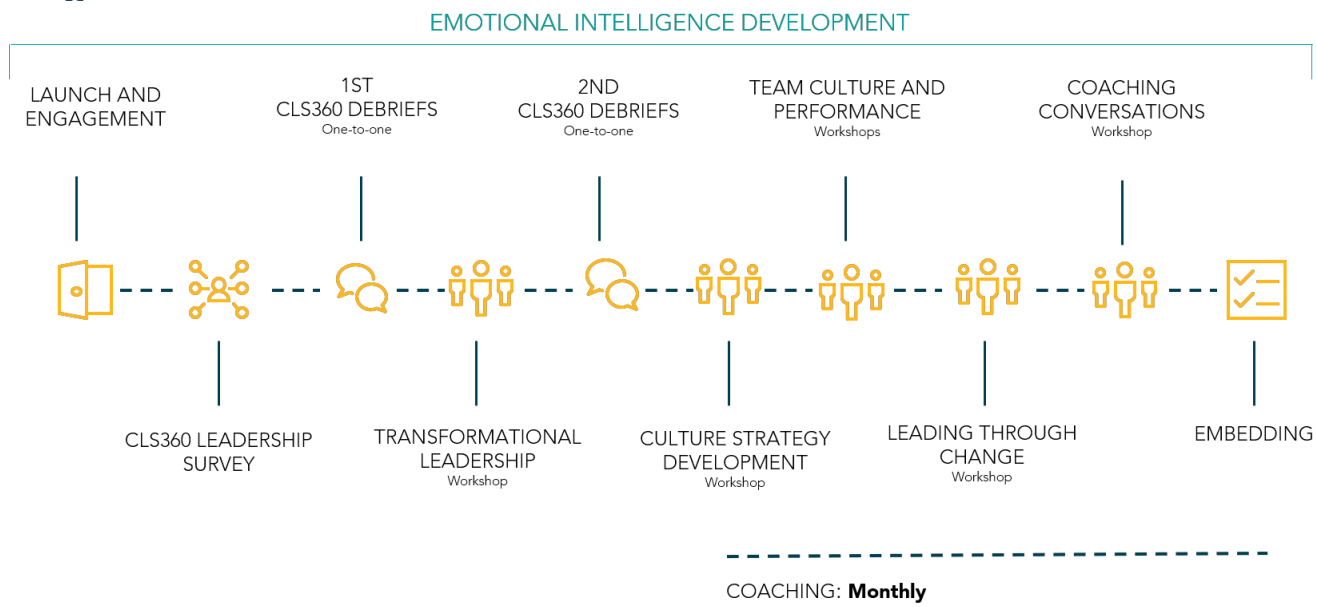 EMOTIONAL INTELLIGENCE DEVELOPMENT
LAUNCH AND
ENGAGEMENT
1ST
CLS360 DEBRIEFS
One-to-one
2ND
CLS360 DEBRIEFS
One-to-one
TEAM CULTURE AND
PERFORMANCE
Workshops
COACHING
CONVERSATIONS
Workshop
CLS360 LEADERSHIP
SURVEY
TRANSFORMATIONAL
LEADERSHIP
Workshop
CULTURE STRATEGY
DEVELOPMENT
Workshop
LEADING THROUGH
CHANGE
Workshop
EMBEDDING
COACHING: Monthly